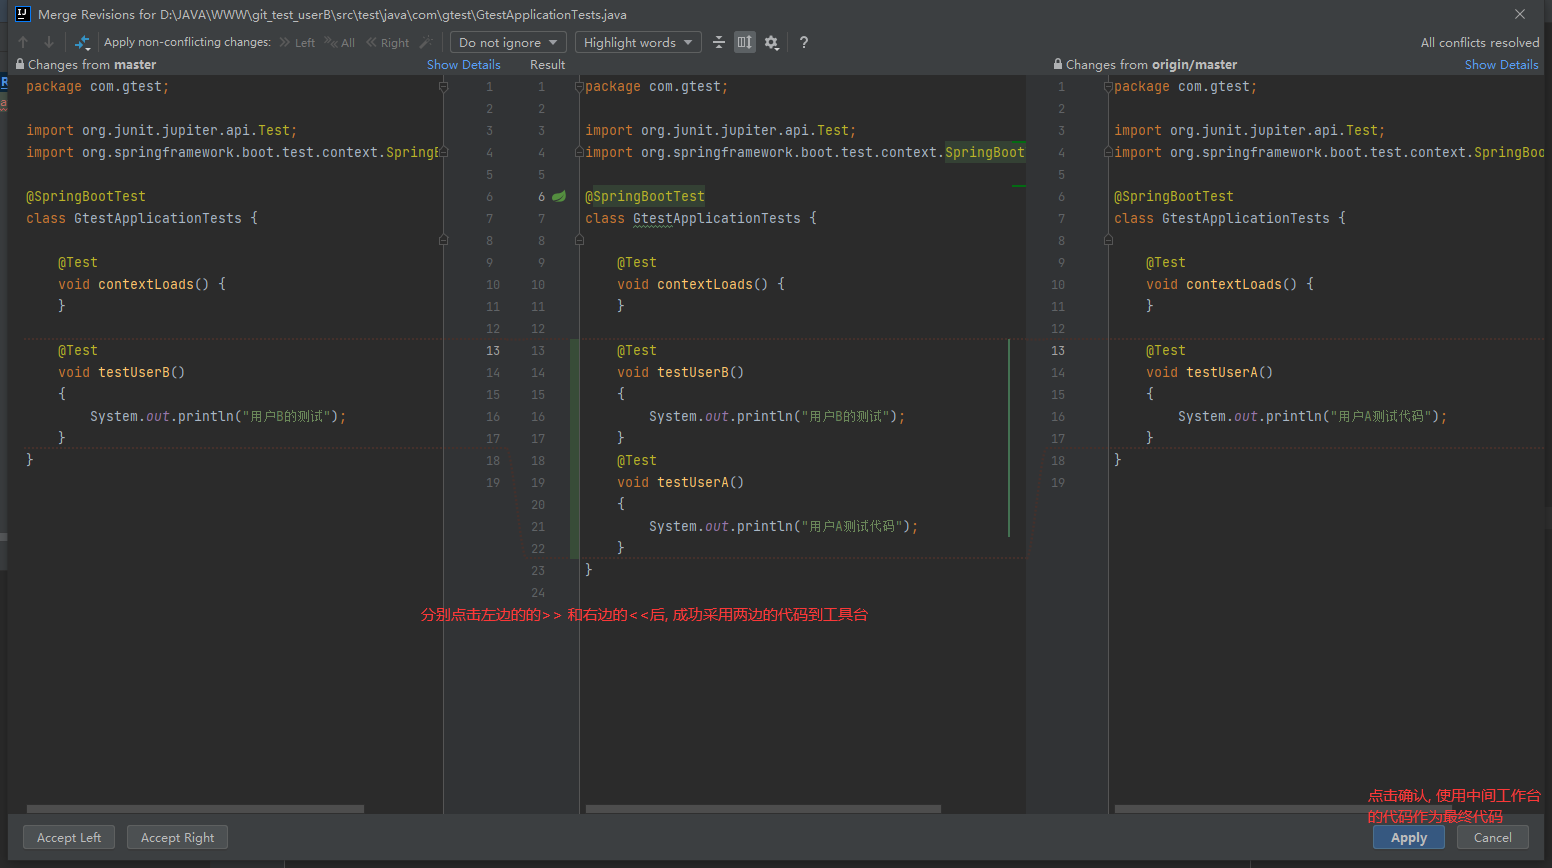 Merge Revisions for D:\JAVA\WWW\git_test_userB\src\test\java\com\gtest\GtestApplicationTests.java
Apply non-conflicting changes: Left All Right Do not ignore Highlight words ? All conflicts resolved
Changes from master Show Details Result Changes from origin/master Show Details
1 package com.gtest;
2
3 import org.junit.jupiter.api.Test;
4 import org.springframework.boot.test.context.SpringB
5
6 @SpringBootTest
7 class GtestApplicationTests {
8
9 @Test
10 void contextLoads() {
11 }
12
13 @Test
14 void testUserB()
15 {
16 System.out.println("用户B的测试");
17 }
18 }
19
1 package com.gtest;
2
3 import org.junit.jupiter.api.Test;
4 import org.springframework.boot.test.context.SpringBoot
5
6 @SpringBootTest
7 class GtestApplicationTests {
8
9 @Test
10 void contextLoads() {
11 }
12
13 @Test
14 void testUserB()
15 {
16 System.out.println("用户B的测试");
17 }
18 @Test
19 void testUserA()
20 {
21 System.out.println("用户A测试代码");
22 }
23 }
24
分别点击左边的的>> 和右边的<<后, 成功采用两边的代码到工具台
1 package com.gtest;
2
3 import org.junit.jupiter.api.Test;
4 import org.springframework.boot.test.context.SpringBoo
5
6 @SpringBootTest
7 class GtestApplicationTests {
8
9 @Test
10 void contextLoads() {
11 }
12
13 @Test
14 void testUserA()
15 {
16 System.out.println("用户A测试代码");
17 }
18 }
19
点击确认, 使用中间工作台
的代码作为最终代码
Accept Left Accept Right Apply Cancel